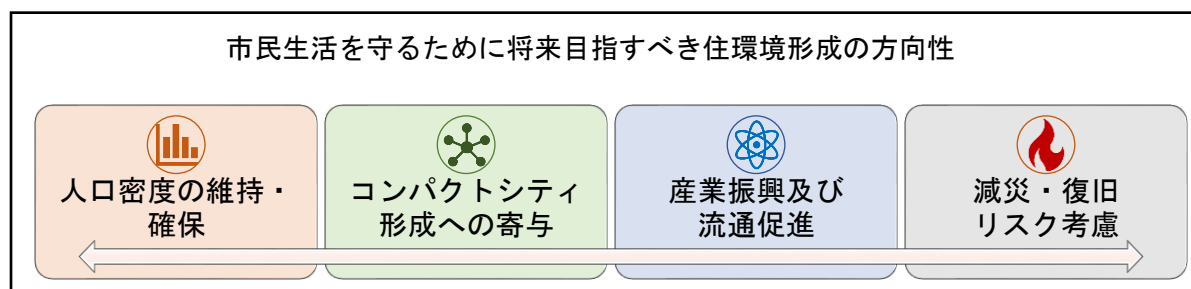 市民生活を守るために将来目指すべき住環境形成の方向性
人口密度の維持・
確保
コンパクトシティ
形成への寄与
産業振興及び
流通促進
減災・復旧
リスク考慮